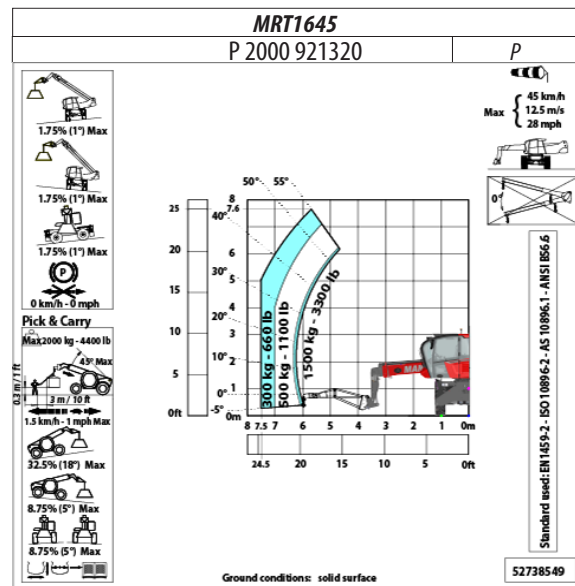 MRT1645
P 2000 921320
P
1.75% (1°) Max
1.75% (1°) Max
1.75% (1°) Max
P
0 km/h - 0 mph
Pick & Carry
Max 2000 kg - 4400 lb
45° Max
0.3 m / 1 ft
3 m / 10 ft
1.5 km/h - 1 mph Max
32.5% (18°) Max
8.75% (5°) Max
8.75% (5°) Max
Max
45 km/h
12.5 m/s
28 mph
0°
50°
55°
40°
30°
20°
10°
0°
-5°
25
20
15
10
5
0ft
8
7.6
6
5
4
3
2
1
0m
300 kg - 660 lb
500 kg - 1100 lb
1500 kg - 3300 lb
8 7.5 7 6 5 4 3 2 1 0m
24.5 20 15 10 5 0ft
Standard used: EN1459-2 - ISO 10896-2 - AS 10896.1 - ANSI B56.6
Ground conditions: solid surface
52738549